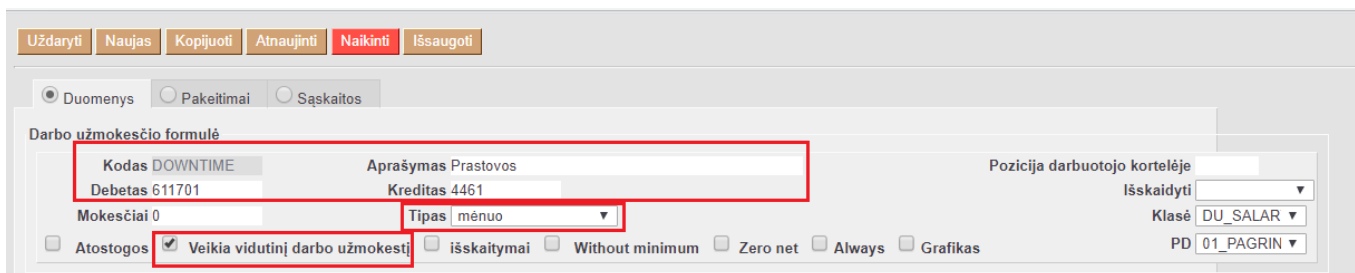 Uždaryti Naujas Kopijuoti Atnaujinti Naikinti Išsaugoti
Duomenys Pakeitimai Sąskaitos
Darbo užmokesčio formulė
Kodas DOWNTIME Aprašymas Prastovos Pozicija darbuotojo kortelėje
Debetas 611701 Kreditas 4461 Išskaidyti
Mokesčiai 0 Tipas mėnuo Klasė DU_SALAR
Atostogos Veikia vidutinį darbo užmokestį išskaitymai Without minimum Zero net Always Grafikas PD 01_PAGRIN